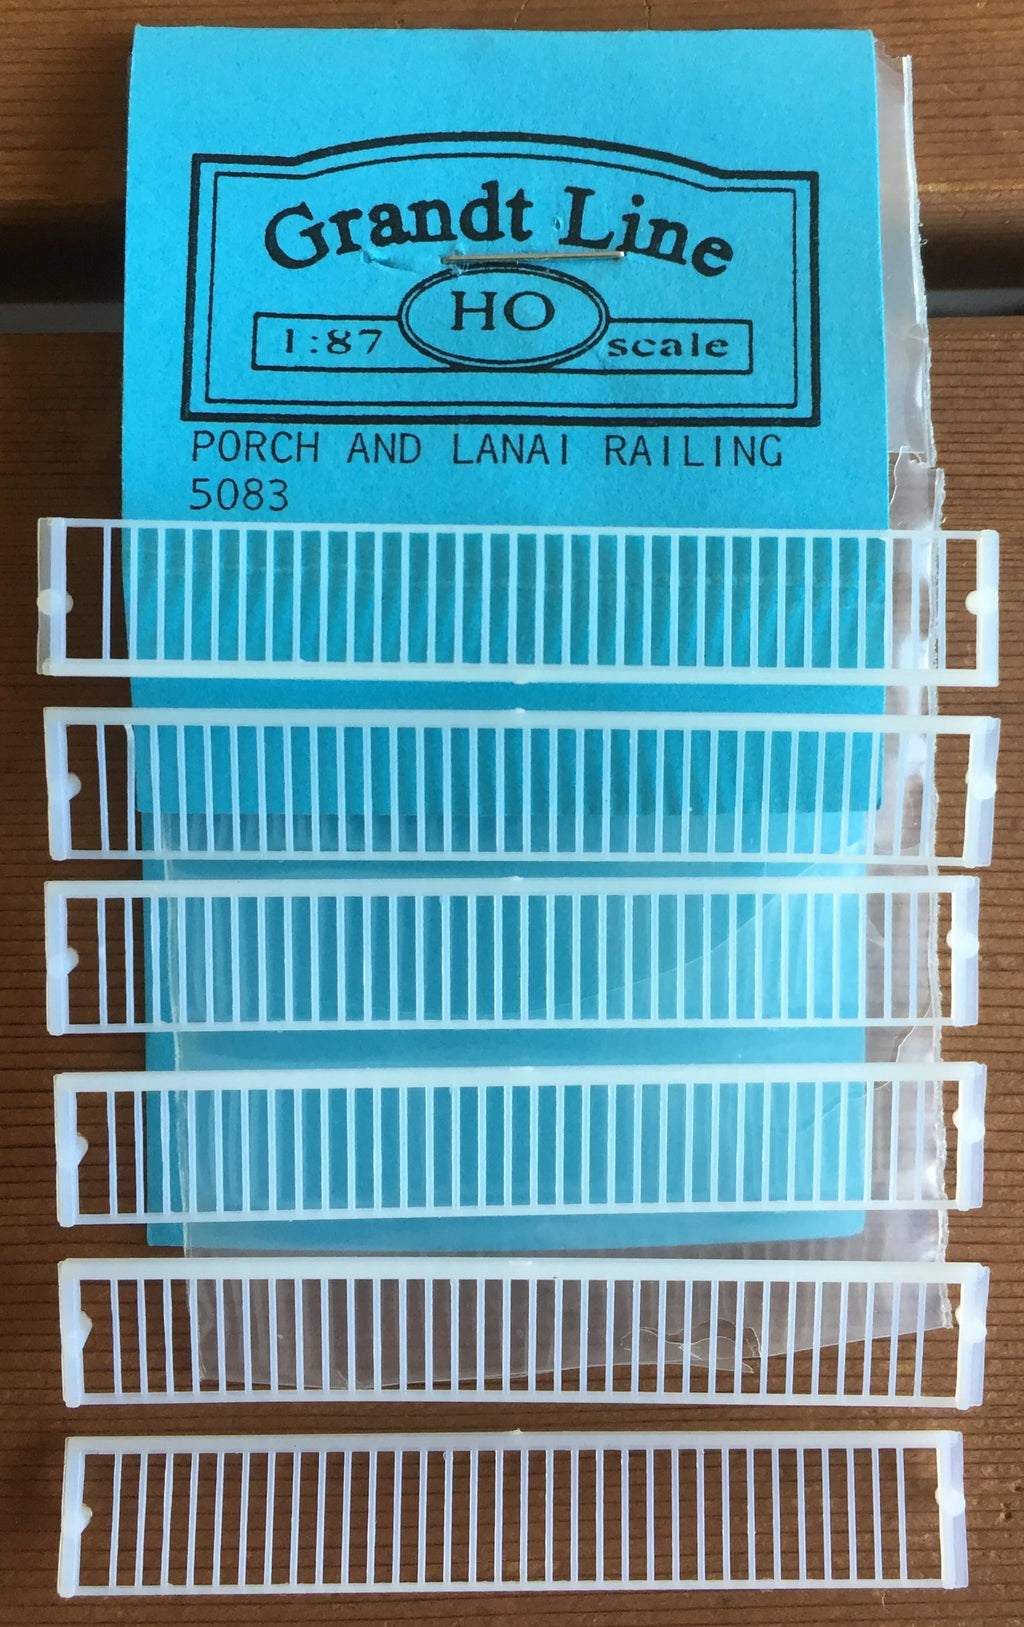 Grandt Line
HO
1:87 scale
PORCH AND LANAI RAILING
5083